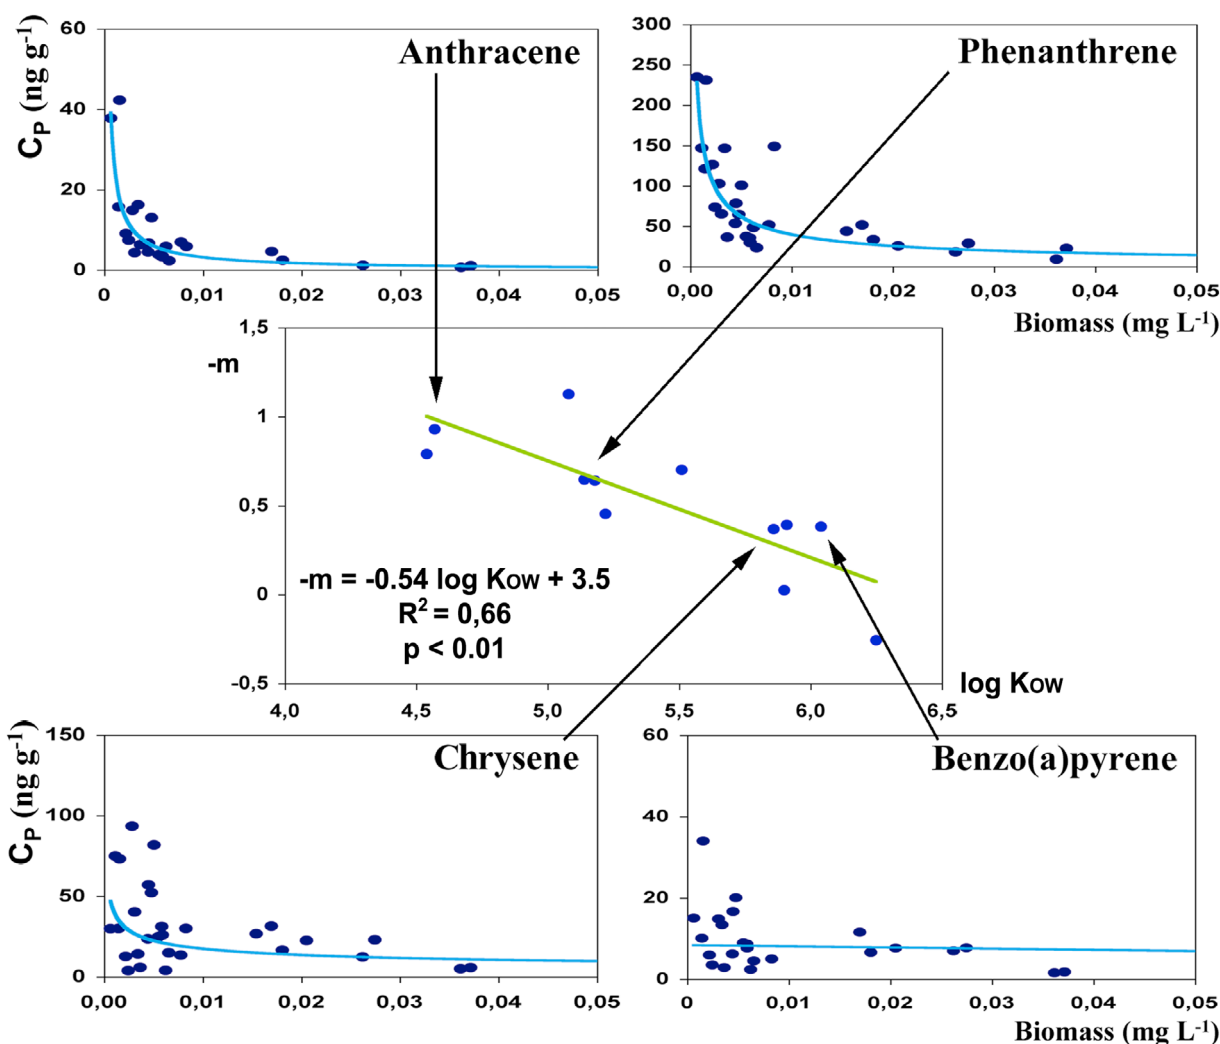 Anthracene
C_P (ng g^-1)
60
40
20
0
0 0,01 0,02 0,03 0,04 0,05
Phenanthrene
300
250
200
150
100
50
0
0,00 0,01 0,02 0,03 0,04 0,05
Biomass (mg L^-1)
-m
1,5
1
0,5
0
-0,5
-m = -0.54 log KOW + 3.5
R^2 = 0,66
p < 0.01
4,0 4,5 5,0 5,5 6,0 6,5
log KOW
Chrysene
C_P (ng g^-1)
150
100
50
0
0,00 0,01 0,02 0,03 0,04 0,05
Benzo(a)pyrene
60
40
20
0
0 0,01 0,02 0,03 0,04 0,05
Biomass (mg L^-1)